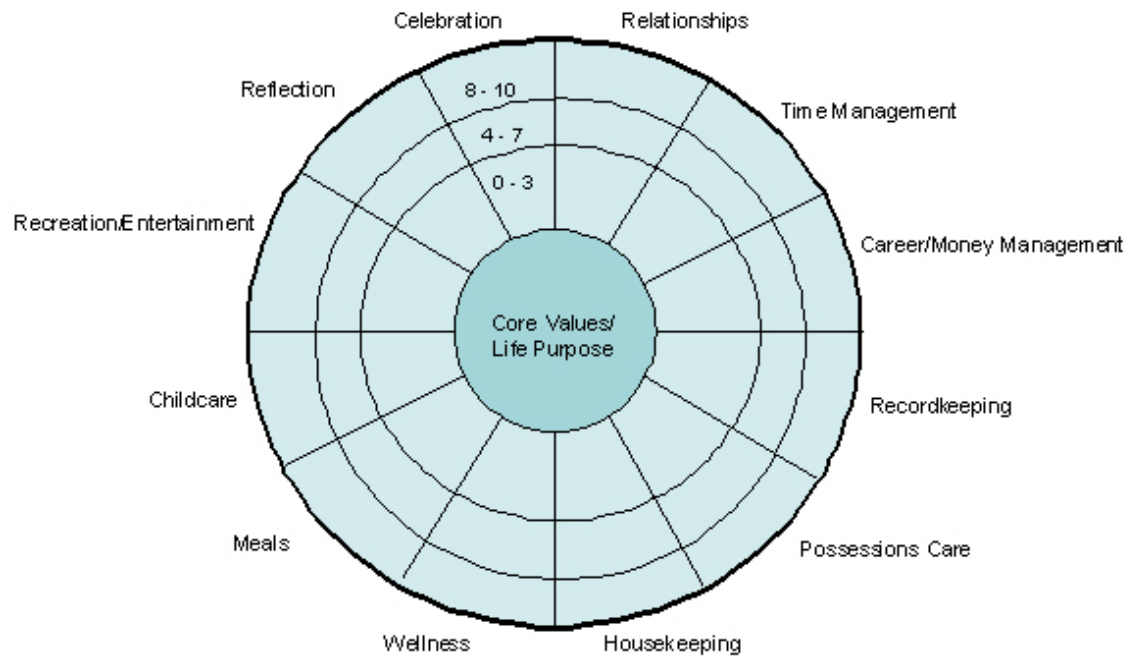 Celebration
Relationships
Reflection
8 - 10
Time Management
4 - 7
0 - 3
Recreation/Entertainment
Career/Money Management
Core Values/
Life Purpose
Childcare
Recordkeeping
Meals
Possessions Care
Wellness
Housekeeping